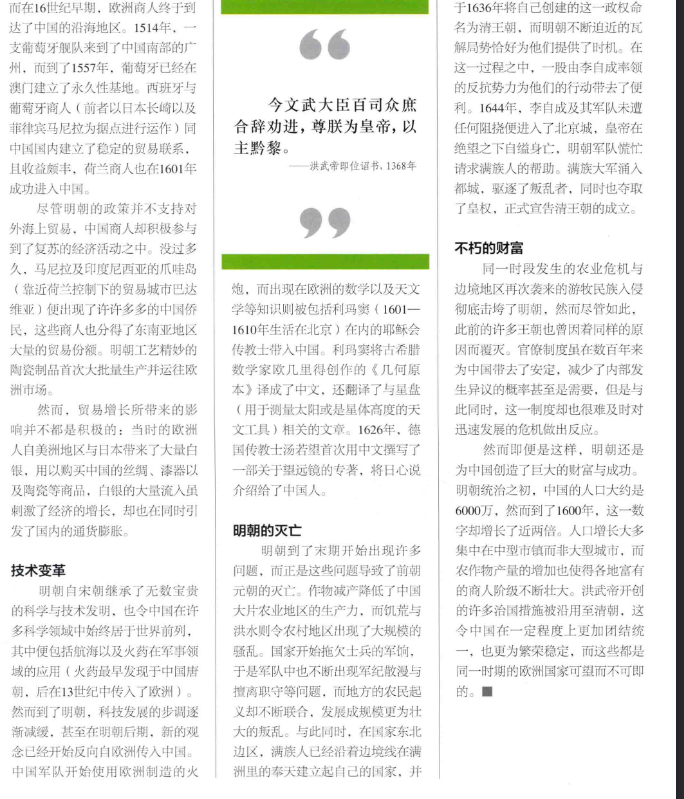 而在16世纪早期，欧洲商人终于到
达了中国的沿海地区。1514年，一
支葡萄牙舰队来到了中国南部的广
州，而到了1557年，葡萄牙已经在
澳门建立了永久性基地。西班牙与
葡萄牙商人（前者以日本长崎以及
菲律宾马尼拉为据点进行运作）同
中国国内建立了稳定的贸易联系，
且收益颇丰，荷兰商人也在1601年
成功进入中国。
尽管明朝的政策并不支持对
外海上贸易，中国商人却积极参与
到了复苏的经济活动之中。没过多
久，马尼拉及印度尼西亚的爪哇岛
（靠近荷兰控制下的贸易城市巴达
维亚）便出现了许许多多的中国侨
民，这些商人也分得了东南亚地区
大量的贸易份额。明朝工艺精妙的
陶瓷制品首次大批量生产并运往欧
洲市场。
然而，贸易增长所带来的影
响并不都是积极的：当时的欧洲
人自美洲地区与日本带来了大量白
银，用以购买中国的丝绸、漆器以
及陶瓷等商品，白银的大量流入虽
刺激了经济的增长，却也在同时引
发了国内的通货膨胀。
技术变革
明朝自宋朝继承了无数宝贵
的科学与技术发明，也令中国在许
多科学领域中始终居于世界前列，
其中便包括航海以及火药在军事领
域的应用（火药最早发现于中国唐
朝，后在13世纪中传入了欧洲）。
然而到了明朝，科技发展的步调逐
渐减缓，甚至在明朝后期，新的观
念已经开始反向自欧洲传入中国。
中国军队开始使用欧洲制造的火
“
今文武大臣百司众庶
合辞劝进，尊朕为皇帝，以
主黔黎。
——洪武帝即位诏书，1368年
”
炮，而出现在欧洲的数学以及天文
学等知识则被包括利玛窦（1601—
1610年生活在北京）在内的耶稣会
传教士带入中国。利玛窦将古希腊
数学家欧几里得创作的《几何原
本》译成了中文，还翻译了与星盘
（用于测量太阳或是星体高度的天
文工具）相关的文章。1626年，德
国传教士汤若望首次用中文撰写了
一部关于望远镜的专著，将日心说
介绍给了中国人。
明朝的灭亡
明朝到了末期开始出现许多
问题，而正是这些问题导致了前朝
元朝的灭亡。作物减产降低了中国
大片农业地区的生产力，而饥荒与
洪水则令农村地区出现了大规模的
骚乱。国家开始拖欠士兵的军饷，
于是军队中也不断出现军纪散漫与
擅离职守等问题，而地方的农民起
义却不断联合，发展成规模更为壮
大的叛乱。与此同时，在国家东北
边区，满族人已经沿着边境线在满
洲里的奉天建立起自己的国家，并
于1636年将自己创建的这一政权命
名为清王朝，而明朝不断迫近的瓦
解局势恰好为他们提供了时机。在
这一过程之中，一股由李自成率领
的反抗势力为他们的行动带去了便
利。1644年，李自成及其军队未遭
任何阻挠便进入了北京城，皇帝在
绝望之下自缢身亡，明朝军队慌忙
请求满族人的帮助。满族大军涌入
都城，驱逐了叛乱者，同时也夺取
了皇权，正式宣告清王朝的成立。
不朽的财富
同一时段发生的农业危机与
边境地区再次袭来的游牧民族入侵
彻底击垮了明朝，然而尽管如此，
此前的许多王朝也曾因着同样的原
因而覆灭。官僚制度虽在数百年来
为中国带去了安定，减少了内部发
生异议的概率甚至是需要，但是与
此同时，这一制度却也很难及时对
迅速发展的危机做出反应。
然而即便是这样，明朝还是
为中国创造了巨大的财富与成功。
明朝统治之初，中国的人口大约是
6000万，然而到了1600年，这一数
字却增长了近两倍。人口增长大多
集中在中型市镇而非大型城市，而
农作物产量的增加也使得各地富有
的商人阶级不断壮大。洪武帝开创
的许多治国措施被沿用至清朝，这
令中国在一定程度上更加团结统
一，也更为繁荣稳定，而这些都是
同一时期的欧洲国家可望而不可即
的。■